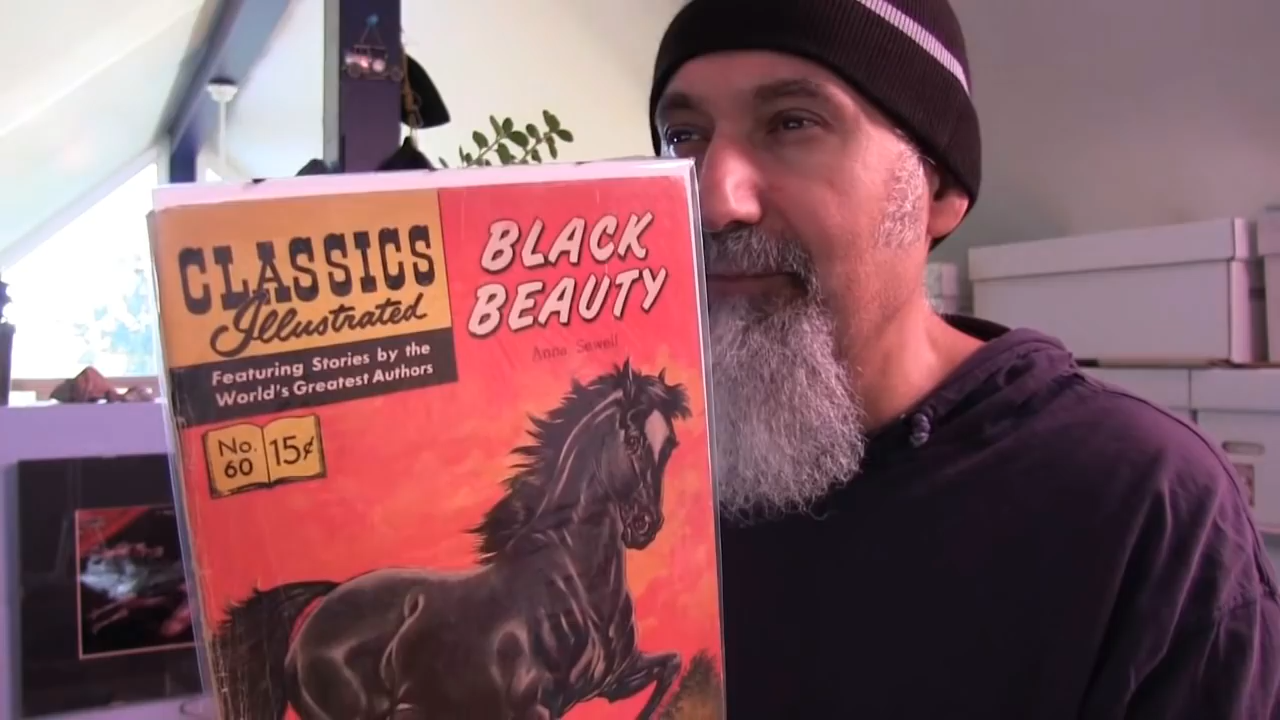 CLASSICS
Illustrated
Featuring Stories by the
World's Greatest Authors
No.
60
15¢
BLACK
BEAUTY
Anna Sewell